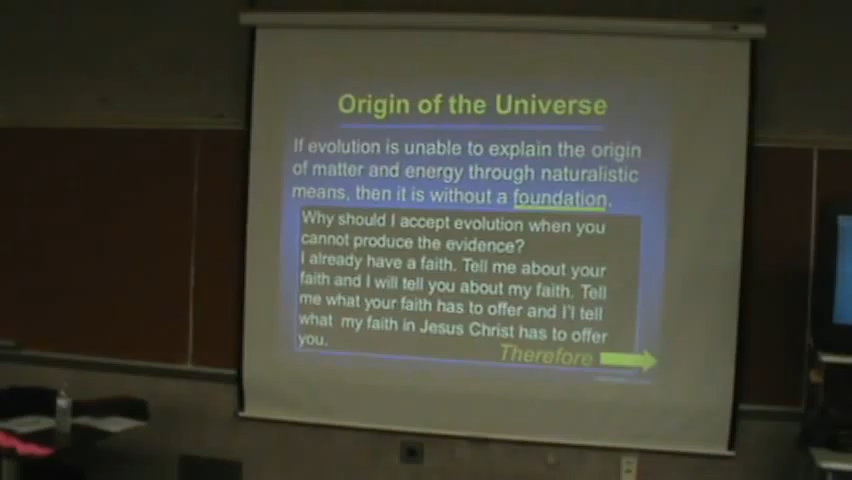 Origin of the Universe
If evolution is unable to explain the origin
of matter and energy through naturalistic
means, then it is without a foundation.
Why should I accept evolution when you
cannot produce the evidence?
I already have a faith. Tell me about your
faith and I will tell you about my faith. Tell
me what your faith has to offer and I'l tell
what my faith in Jesus Christ has to offer
you.
Therefore